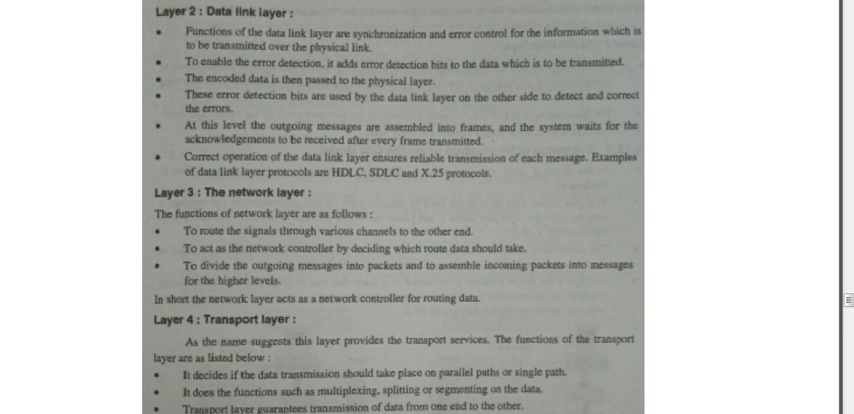 Layer 2 : Data link layer :
• Functions of the data link layer are synchronization and error control for the information which is
to be transmitted over the physical link.
• To enable the error detection, it adds error detection bits to the data which is to be transmitted.
• The encoded data is then passed to the physical layer.
• These error detection bits are used by the data link layer on the other side to detect and correct
the errors.
• At this level the outgoing messages are assembled into frames, and the system waits for the
acknowledgements to be received after every frame transmitted.
• Correct operation of the data link layer ensures reliable transmission of each message. Examples
of data link layer protocols are HDLC, SDLC and X.25 protocols.
Layer 3 : The network layer :
The functions of network layer are as follows :
• To route the signals through various channels to the other end.
• To act as the network controller by deciding which route data should take.
• To divide the outgoing messages into packets and to assemble incoming packets into messages
for the higher levels.
In short the network layer acts as a network controller for routing data.
Layer 4 : Transport layer :
As the name suggests this layer provides the transport services. The functions of the transport
layer are as listed below :
• It decides if the data transmission should take place on parallel paths or single path.
• It does the functions such as multiplexing, splitting or segmenting on the data.
• Transport layer guarantees transmission of data from one end to the other.